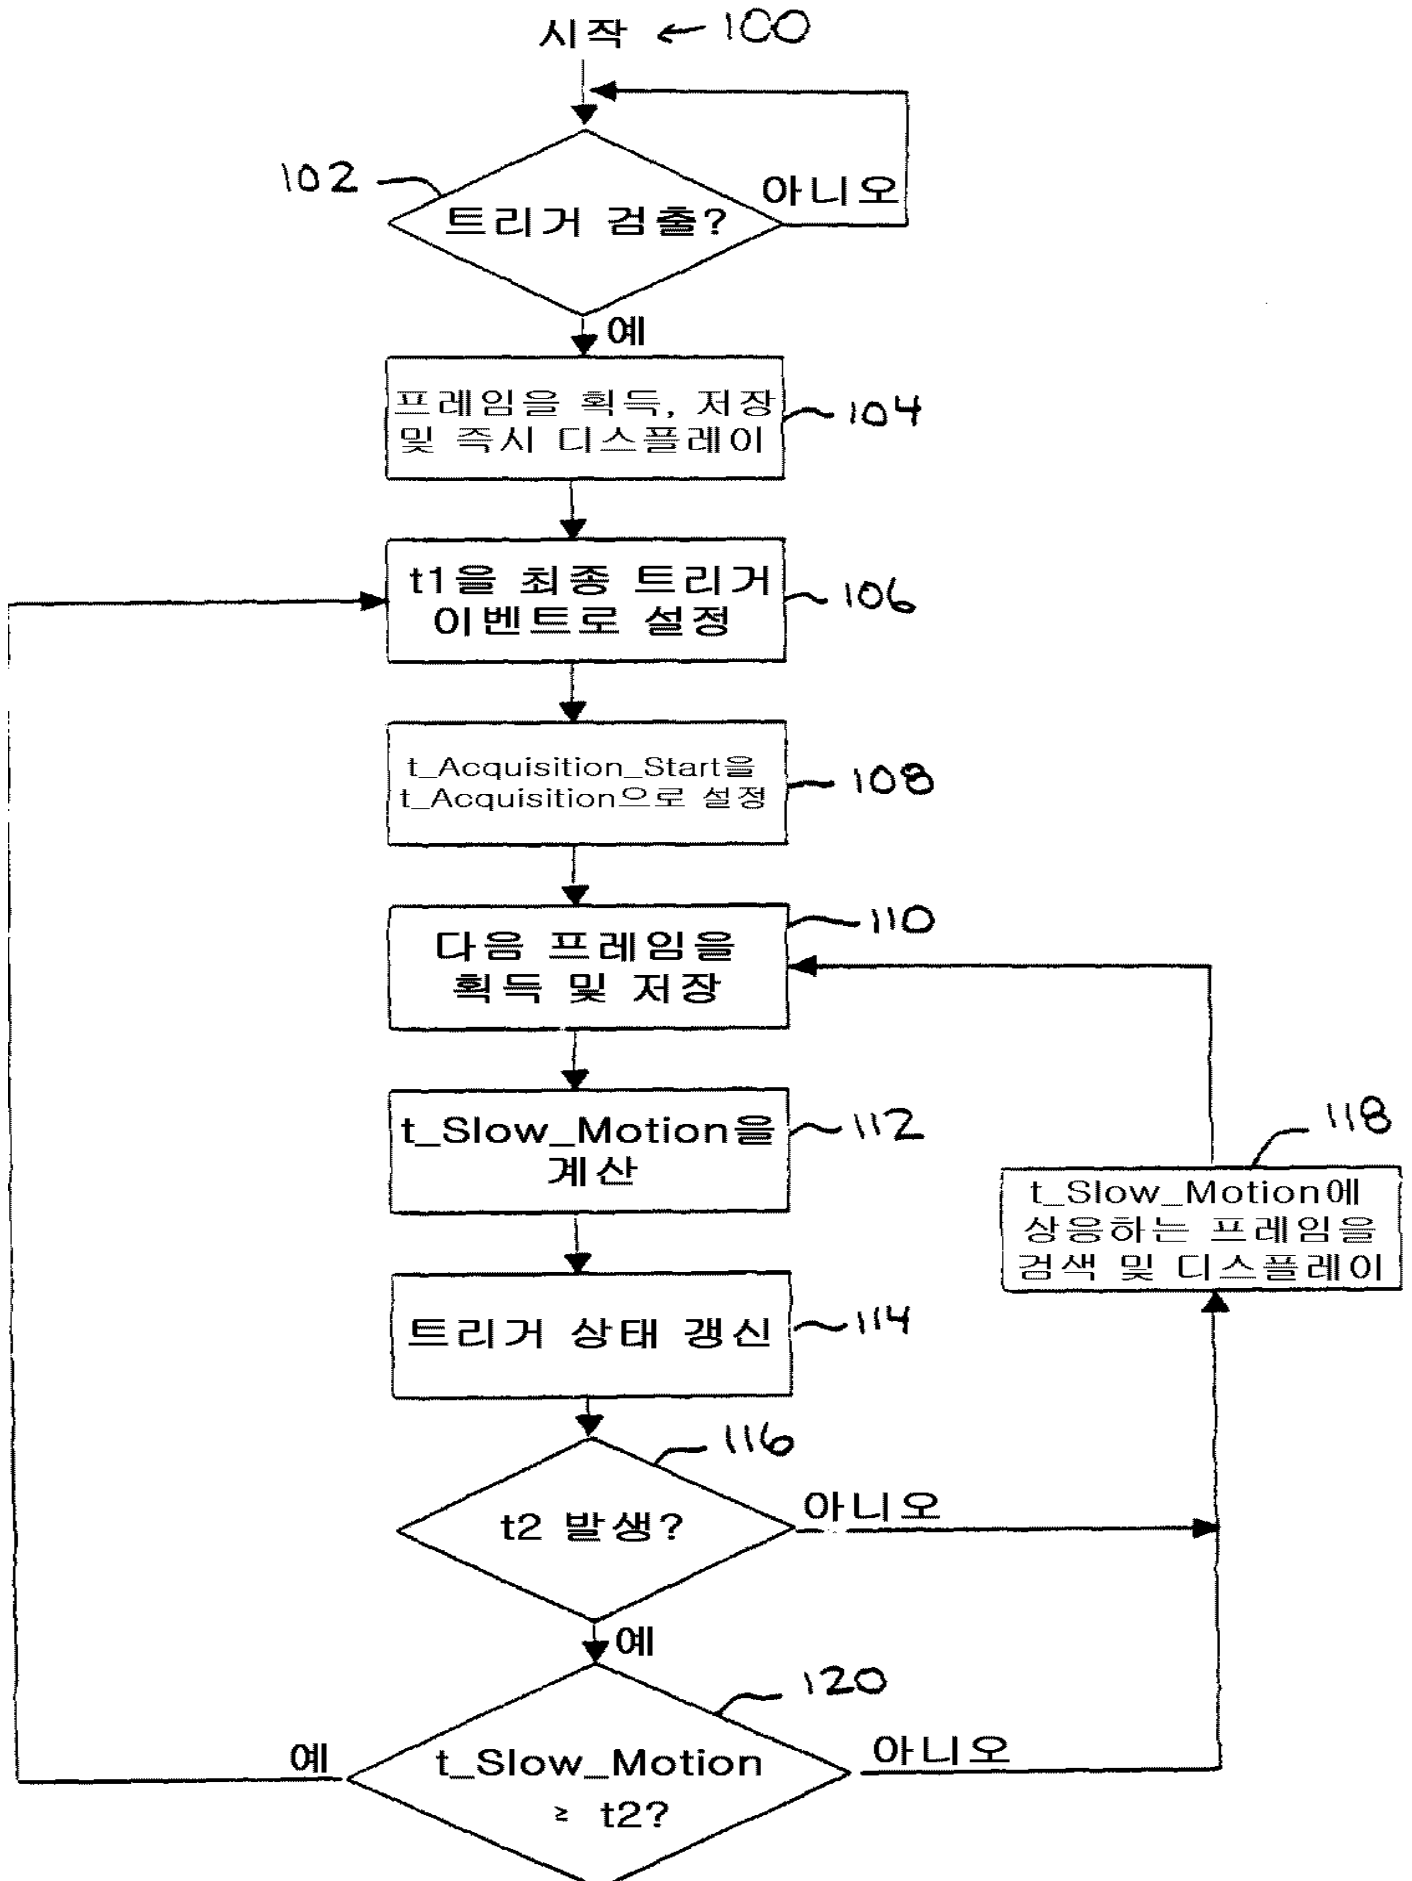 시작 ← 100
102
아니오
트리거 검출?
예
프레임을 획득, 저장
및 즉시 디스플레이
104
t1을 최종 트리거
이벤트로 설정
106
t_Acquisition_Start을
t_Acquisition으로 설정
108
110
다음 프레임을
획득 및 저장
t_Slow_Motion을
계산
112
118
t_Slow_Motion에
상응하는 프레임을
검색 및 디스플레이
트리거 상태 갱신
114
116
t2 발생?
아니오
예
120
예
t_Slow_Motion
≥ t2?
아니오